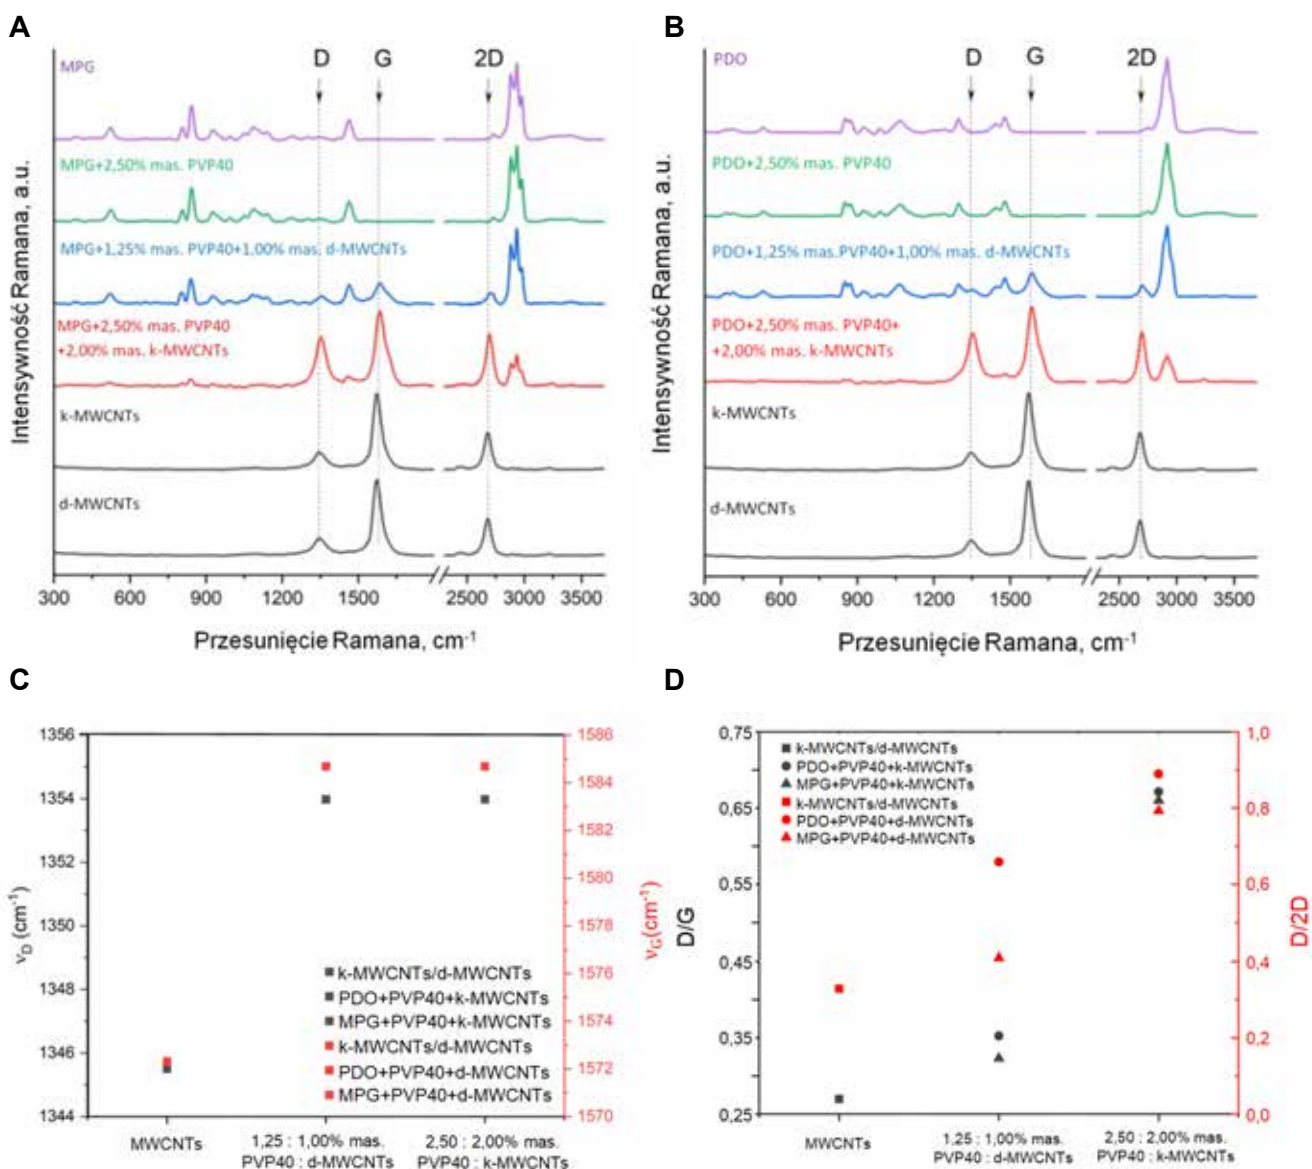 A
D
G
2D
MPG
MPG+2,50% mas. PVP40
MPG+1,25% mas. PVP40+1,00% mas. d-MWCNTs
MPG+2,50% mas. PVP40
+2,00% mas. k-MWCNTs
k-MWCNTs
d-MWCNTs
Intensywność Ramana, a.u.
300 600 900 1200 1500 2500 3000 3500
Przesunięcie Ramana, cm-1
B
D
G
2D
PDO
PDO+2,50% mas. PVP40
PDO+1,25% mas.PVP40+1,00% mas. d-MWCNTs
PDO+2,50% mas. PVP40+
+2,00% mas. k-MWCNTs
k-MWCNTs
d-MWCNTs
Intensywność Ramana, a.u.
300 600 900 1200 1500 2500 3000 3500
Przesunięcie Ramana, cm-1
C
1356
1354
1352
1350
1348
1346
1344
νD (cm-1)
1586
1584
1582
1580
1578
1576
1574
1572
1570
νG(cm-1)
k-MWCNTs/d-MWCNTs
PDO+PVP40+k-MWCNTs
MPG+PVP40+k-MWCNTs
k-MWCNTs/d-MWCNTs
PDO+PVP40+d-MWCNTs
MPG+PVP40+d-MWCNTs
MWCNTs
1,25 : 1,00% mas.
PVP40 : d-MWCNTs
2,50 : 2,00% mas.
PVP40 : k-MWCNTs
D
0,75
0,65
0,55
0,45
0,35
0,25
D/G
1,0
0,8
0,6
0,4
0,2
0,0
D/2D
k-MWCNTs/d-MWCNTs
PDO+PVP40+k-MWCNTs
MPG+PVP40+k-MWCNTs
k-MWCNTs/d-MWCNTs
PDO+PVP40+d-MWCNTs
MPG+PVP40+d-MWCNTs
MWCNTs
1,25 : 1,00% mas.
PVP40 : d-MWCNTs
2,50 : 2,00% mas.
PVP40 : k-MWCNTs